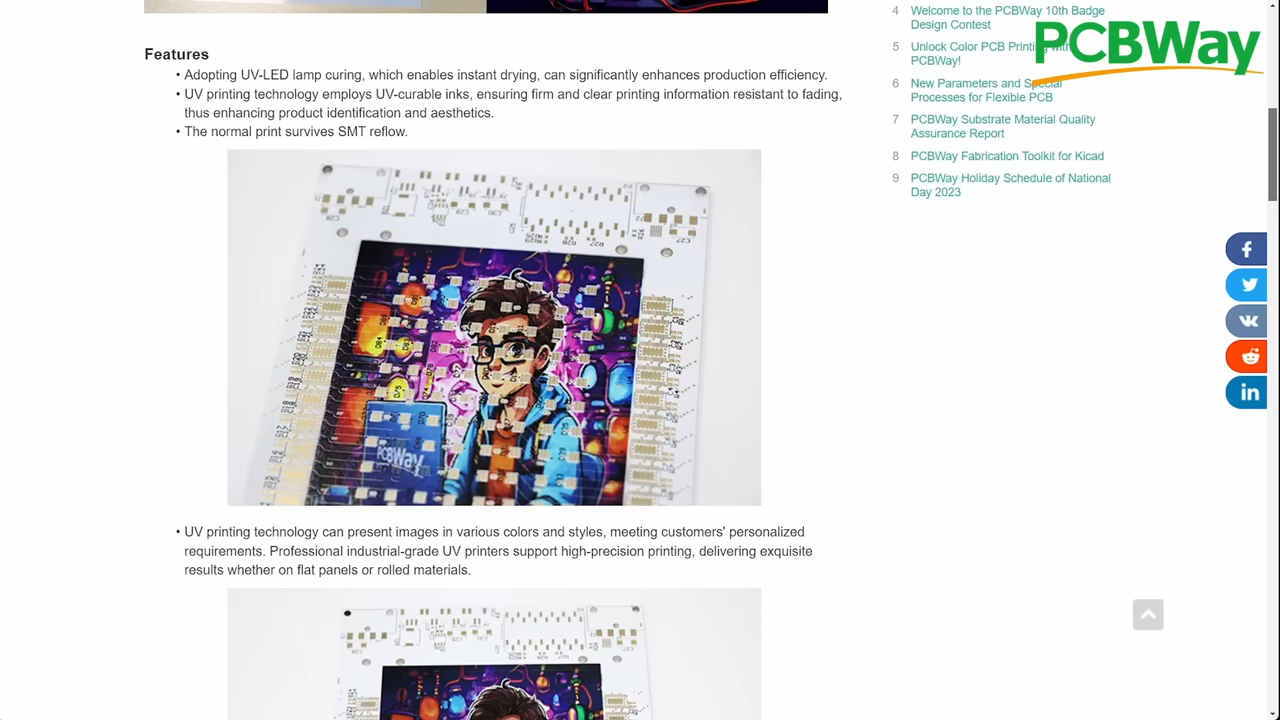 Features
• Adopting UV-LED lamp curing, which enables instant drying, can significantly enhances production efficiency.
• UV printing technology employs UV-curable inks, ensuring firm and clear printing information resistant to fading,
thus enhancing product identification and aesthetics.
• The normal print survives SMT reflow.
PCBWay
• UV printing technology can present images in various colors and styles, meeting customers' personalized
requirements. Professional industrial-grade UV printers support high-precision printing, delivering exquisite
results whether on flat panels or rolled materials.
4 Welcome to the PCBWay 10th Badge
Design Contest
5 Unlock Color PCB Printing with
PCBWay!
6 New Parameters and Special
Processes for Flexible PCB
7 PCBWay Substrate Material Quality
Assurance Report
8 PCBWay Fabrication Toolkit for Kicad
9 PCBWay Holiday Schedule of National
Day 2023
PCBWay